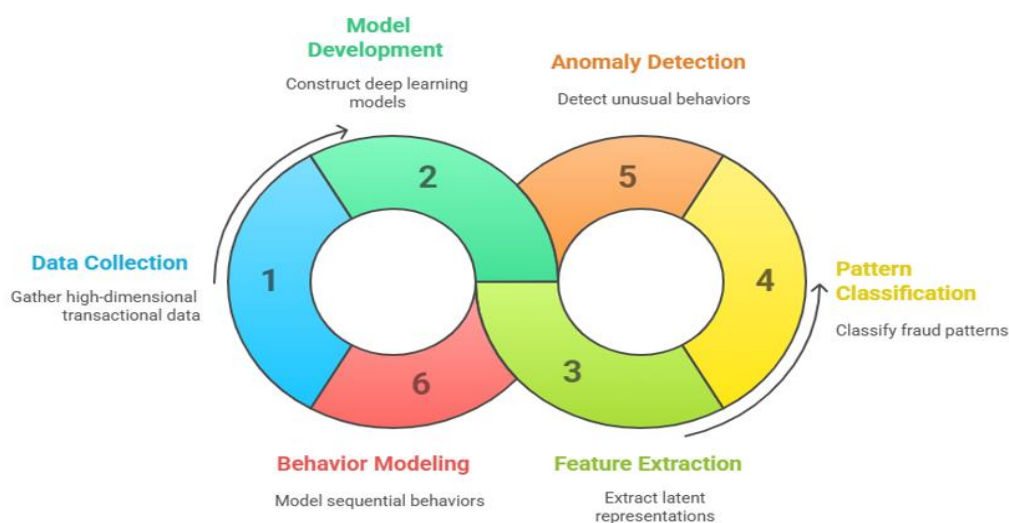 Model
Development
Construct deep learning
models
Anomaly Detection
Detect unusual behaviors
2
5
Data Collection
Gather high-dimensional
transactional data
1
4
Pattern
Classification
Classify fraud patterns
6
3
Behavior Modeling
Model sequential behaviors
Feature Extraction
Extract latent
representations